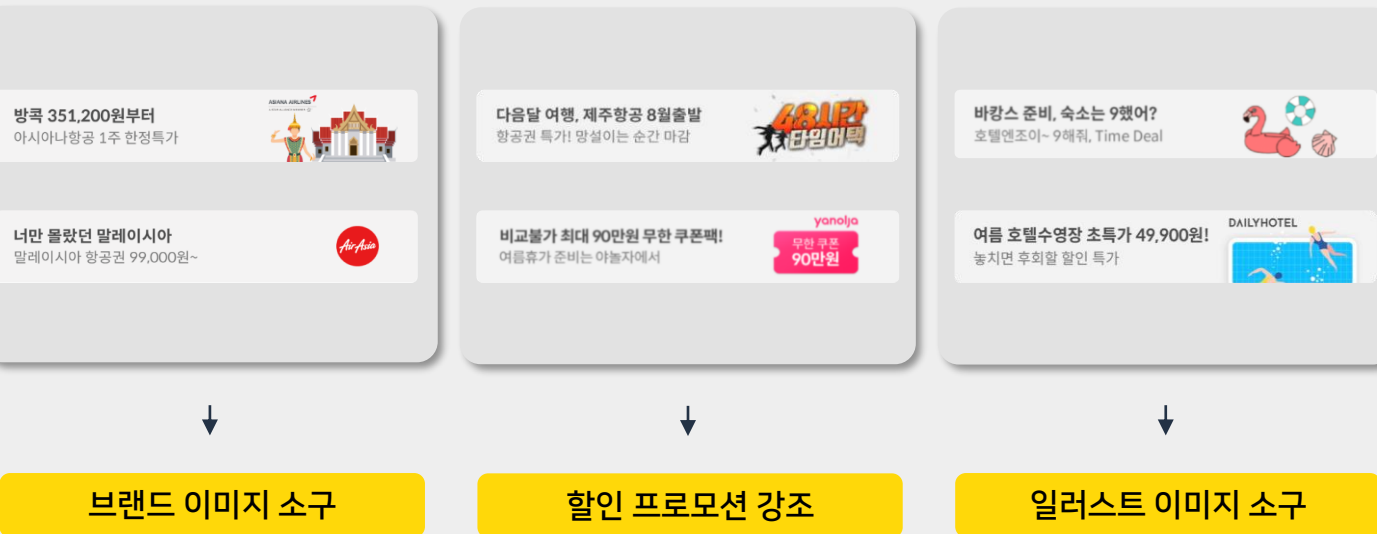 방콕 351,200원부터
아시아나항공 1주 한정특가
ASIANA AIRLINES
너만 몰랐던 말레이시아
말레이시아 항공권 99,000원~
AirAsia
브랜드 이미지 소구
다음달 여행, 제주항공 8월출발
항공권 특가! 망설이는 순간 마감
48시간
타임어택
비교불가 최대 90만원 무한 쿠폰팩!
여름휴가 준비는 야놀자에서
yanolja
무한 쿠폰
90만원
할인 프로모션 강조
바캉스 준비, 숙소는 9했어?
호텔엔조이~ 9해줘, Time Deal
여름 호텔수영장 초특가 49,900원!
놓치면 후회할 할인 특가
DAILYHOTEL
일러스트 이미지 소구